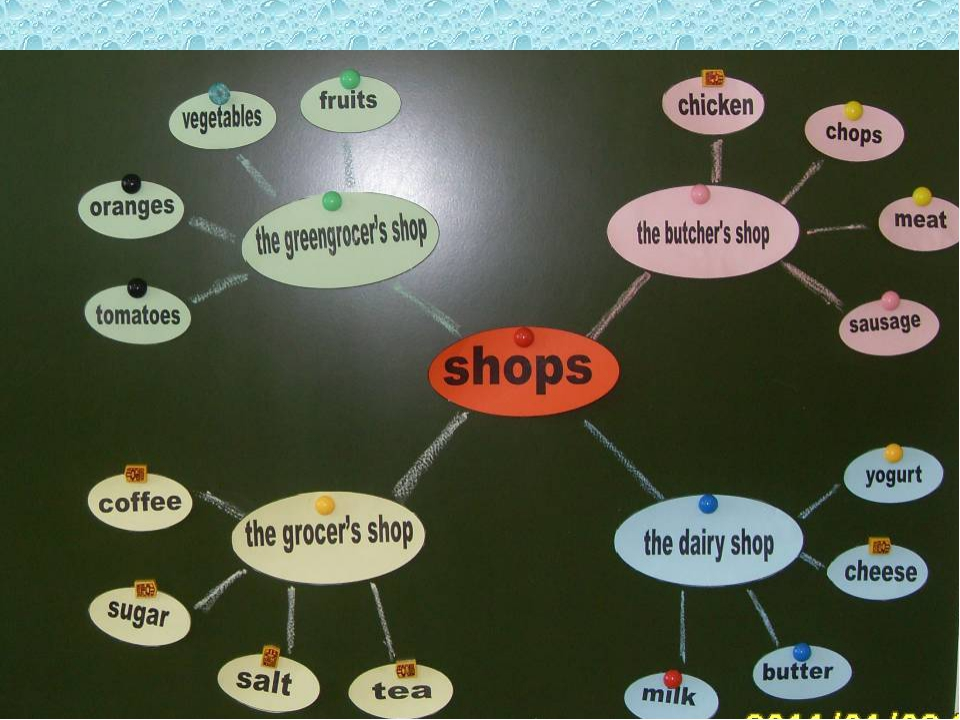 vegetables
fruits
oranges
the greengrocer's shop
tomatoes
chicken
chops
the butcher's shop
meat
sausage
shops
coffee
the grocer's shop
sugar
salt
tea
yogurt
the dairy shop
cheese
butter
milk